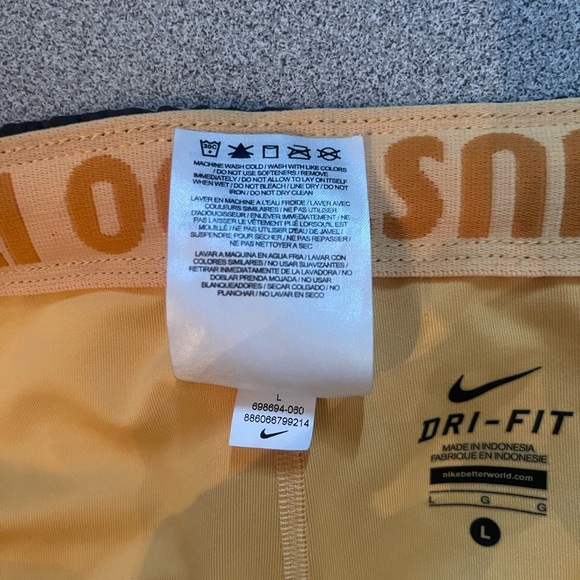 30°C
MACHINE WASH COLD / WASH WITH LIKE COLORS
/ DO NOT USE SOFTENERS / REMOVE
IMMEDIATELY / DO NOT ALLOW TO LAY ON ITSELF
WHEN WET / DO NOT BLEACH / LINE DRY / DO NOT
IRON / DO NOT DRY CLEAN
LAVER EN MACHINE A L'EAU FROIDE / LAVER AVEC
COULEURS SIMILAIRES / NE PAS UTILISER
D'ADOUCISSEUR / ENLEVER IMMEDIATEMENT / NE PAS
LAISSER LE VÊTEMENT PLIÉ LORSQU'IL EST
MOUILLÉ / NE PAS UTILISER D'EAU DE JAVEL /
SUSPENDRE POUR SECHER / NE PAS REPASSER / NE
PAS NETTOYER A SEC
LAVAR A MAQUINA EN AGUA FRIA / LAVAR CON
COLORES SIMILARES / NO USAR SUAVIZANTES /
RETIRAR INMEDIATAMENTE DE LA LAVADORA / NO
DOBLAR PRENDA MOJADA / NO USAR
BLANQUEADORES / SECAR COLGADO / NO
PLANCHAR / NO LAVAR EN SECO
L
698694-060
886066799214
DRI-FIT
MADE IN INDONESIA
FABRIQUE EN INDONESIE
nikebetterworld.com
L G G
L